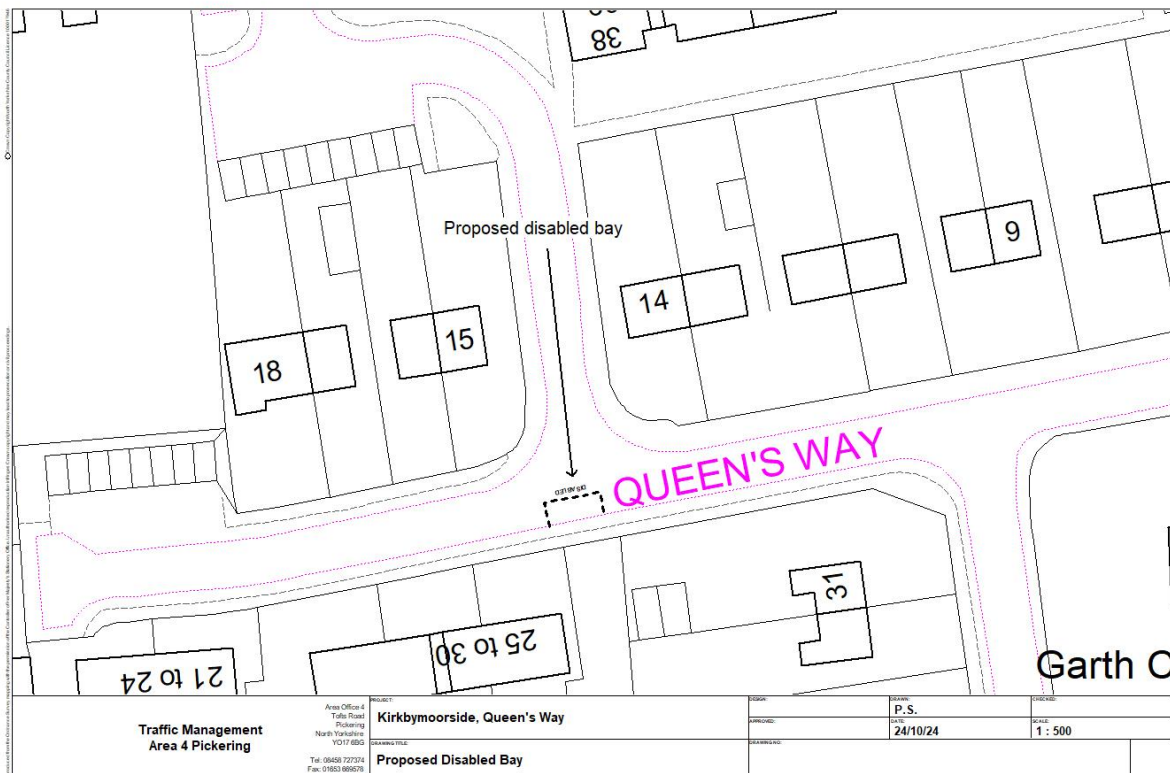 38
Proposed disabled bay
9
14
15
18
DISABLED
QUEEN'S WAY
31
25 to 30
21 to 24
Garth C
Traffic Management
Area 4 Pickering
Area Office 4
Tofts Road
Pickering
North Yorkshire
YO17 6BG
Tel: 08458 727374
Fax: 01653 669578
PROJECT:
Kirkbymoorside, Queen's Way
DRAWING TITLE:
Proposed Disabled Bay
DESIGN:
DRAWN:
P.S.
CHECKED:
APPROVED:
DATE:
24/10/24
SCALE:
1 : 500
DRAWING NO: